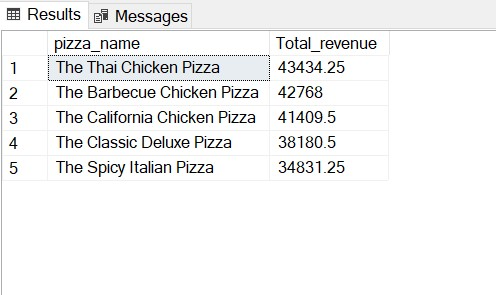 Results Messages
pizza_name Total_revenue
1 The Thai Chicken Pizza 43434.25
2 The Barbecue Chicken Pizza 42768
3 The California Chicken Pizza 41409.5
4 The Classic Deluxe Pizza 38180.5
5 The Spicy Italian Pizza 34831.25